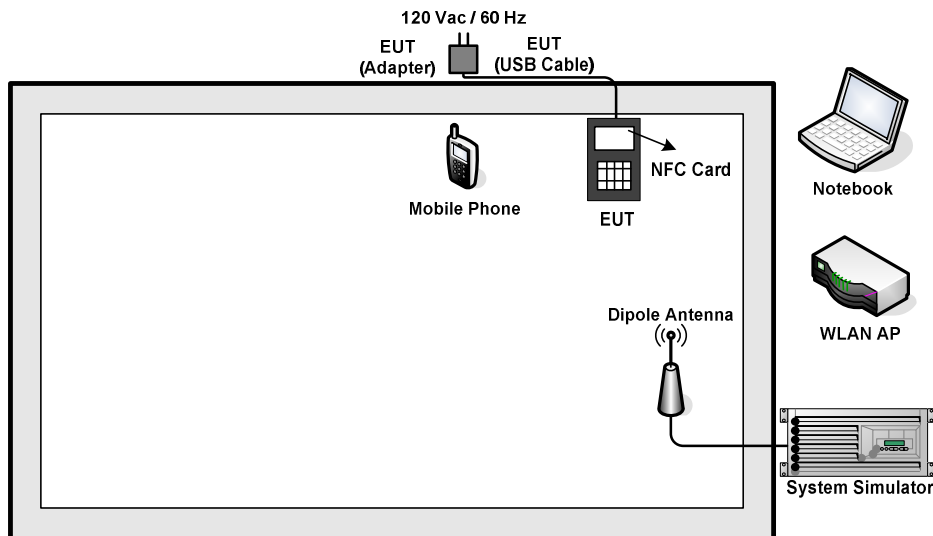 120 Vac / 60 Hz
EUT
(Adapter)
EUT
(USB Cable)
NFC Card
EUT
Mobile Phone
Notebook
WLAN AP
Dipole Antenna
System Simulator